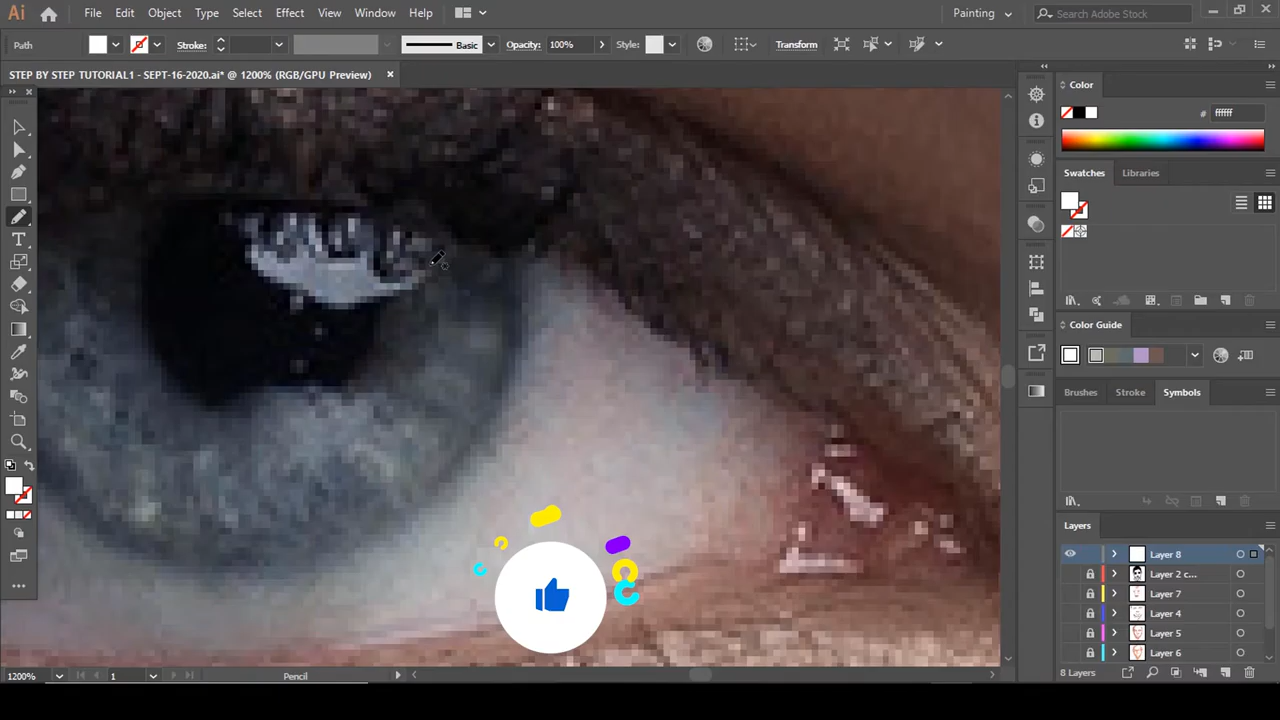 Ai File Edit Object Type Select Effect View Window Help Painting Search Adobe Stock
Path Stroke: Basic Opacity: 100% Style: Transform
STEP BY STEP TUTORIAL1 - SEPT-16-2020.ai* @ 1200% (RGB/GPU Preview)
Color
# ffffff
Swatches Libraries
Color Guide
Brushes Stroke Symbols
Layers
Layer 8
Layer 2 c...
Layer 7
Layer 4
Layer 5
Layer 6
8 Layers
1200% 1 Pencil